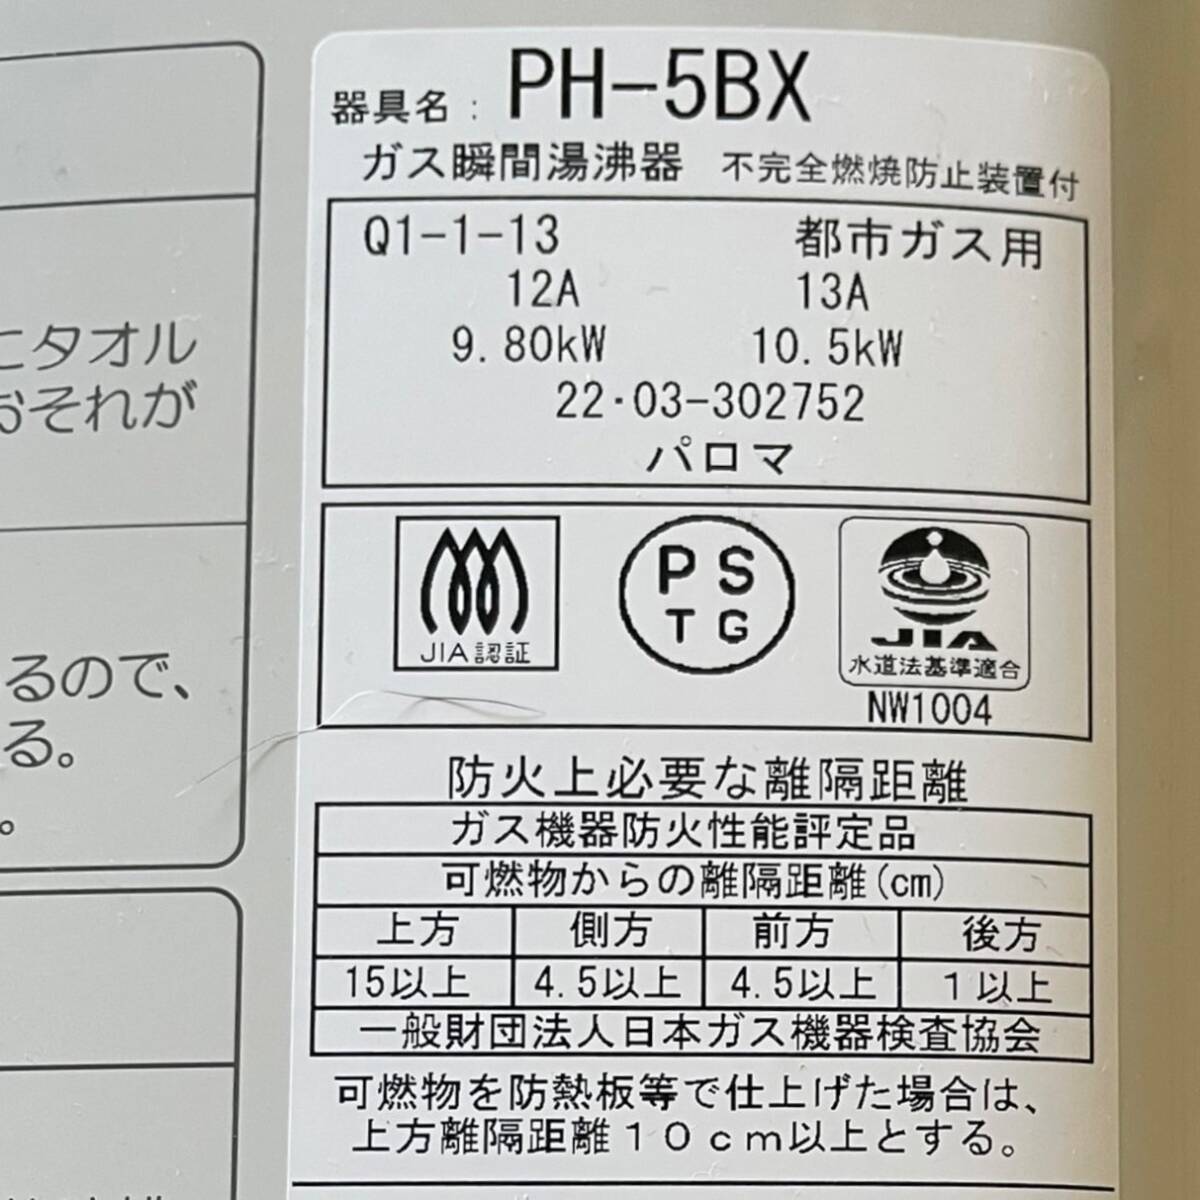 器具名： PH-5BX
ガス瞬間湯沸器 不完全燃焼防止装置付
Q1-1-13 都市ガス用
12A 13A
9.80kW 10.5kW
22・03-302752
パロマ
JIA認証
PS
TG
JIA
水道法基準適合
NW1004
防火上必要な離隔距離
ガス機器防火性能評定品
可燃物からの離隔距離(cm)
上方 側方 前方 後方
15以上 4.5以上 4.5以上 1以上
一般財団法人日本ガス機器検査協会
可燃物を防熱板等で仕上げた場合は、
上方離隔距離１０ｃｍ以上とする。
にタオル
おそれが
るので、
る。
。